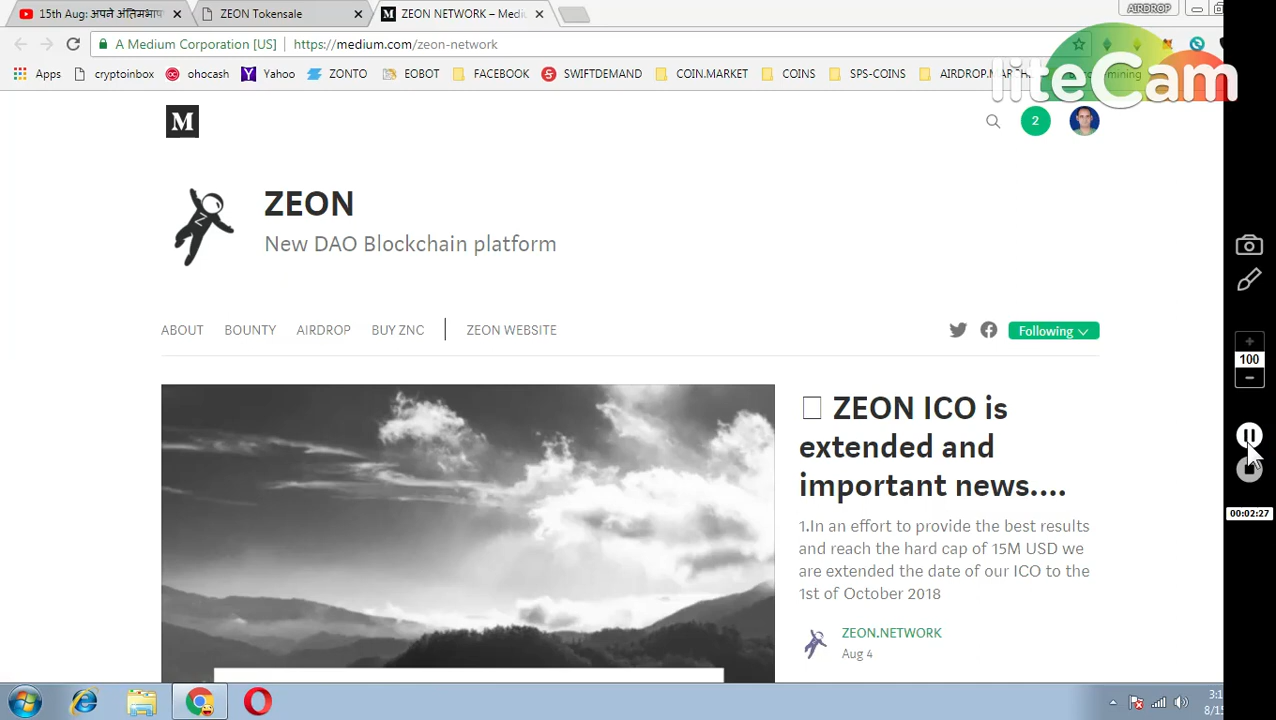 15th Aug: अपने अंतिमभाष
ZEON Tokensale
ZEON.NETWORK – Medi
AIRDROP
A Medium Corporation [US]
https://medium.com/zeon-network
Apps
cryptoinbox
ohocash
Yahoo
ZONTO
EOBOT
FACEBOOK
SWIFTDEMAND
COIN.MARKET
COINS
SPS-COINS
mining
liteCam
M
2
ZEON
New DAO Blockchain platform
ABOUT
BOUNTY
AIRDROP
BUY ZNC
ZEON WEBSITE
Following
ZEON ICO is
extended and
important news....
1.In an effort to provide the best results
and reach the hard cap of 15M USD we
are extended the date of our ICO to the
1st of October 2018
ZEON.NETWORK
Aug 4
100
00:02:27